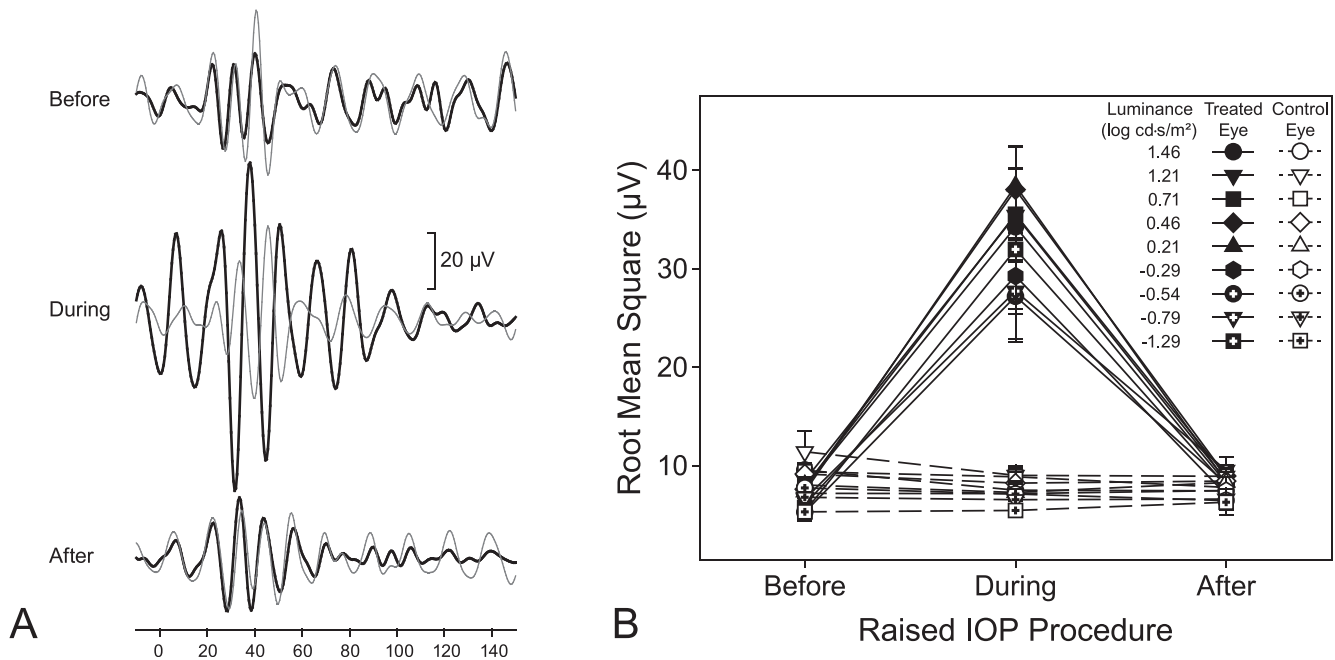 Before
During
20 µV
After
A
0 20 40 60 80 100 120 140
Root Mean Square (µV)
40
30
20
10
Luminance Treated Control
(log cd·s/m²) Eye Eye
1.46
1.21
0.71
0.46
0.21
-0.29
-0.54
-0.79
-1.29
Before During After
B
Raised IOP Procedure